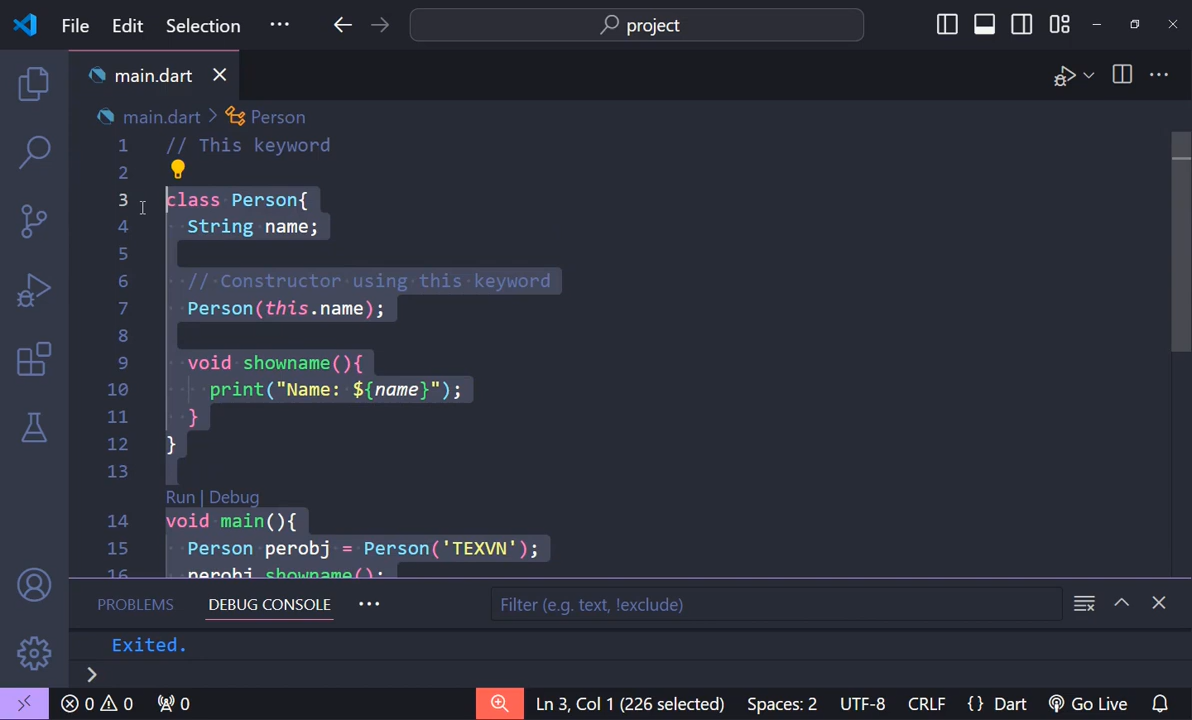 File Edit Selection ··· project
main.dart
main.dart > Person
1 // This keyword
2
3 class Person{
4 String name;
5
6 // Constructor using this keyword
7 Person(this.name);
8
9 void showname(){
10 print("Name: ${name}");
11 }
12 }
13
Run | Debug
14 void main(){
15 Person perobj = Person('TEXVN');
16 perobj.showname();
PROBLEMS DEBUG CONSOLE ··· Filter (e.g. text, !exclude)
Exited.
>
0 0 0 Ln 3, Col 1 (226 selected) Spaces: 2 UTF-8 CRLF {} Dart Go Live